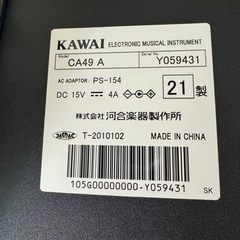 KAWAI ELECTRONIC MUSICAL INSTRUMENT
Model Serial No.
CA49 A Y059431
AC ADAPTOR: PS-154
DC 15V ⎓ 4A
21 製
株式会社 河合楽器製作所
JASPAC T-2010102 MADE IN CHINA
105G00000000-Y059431
SK